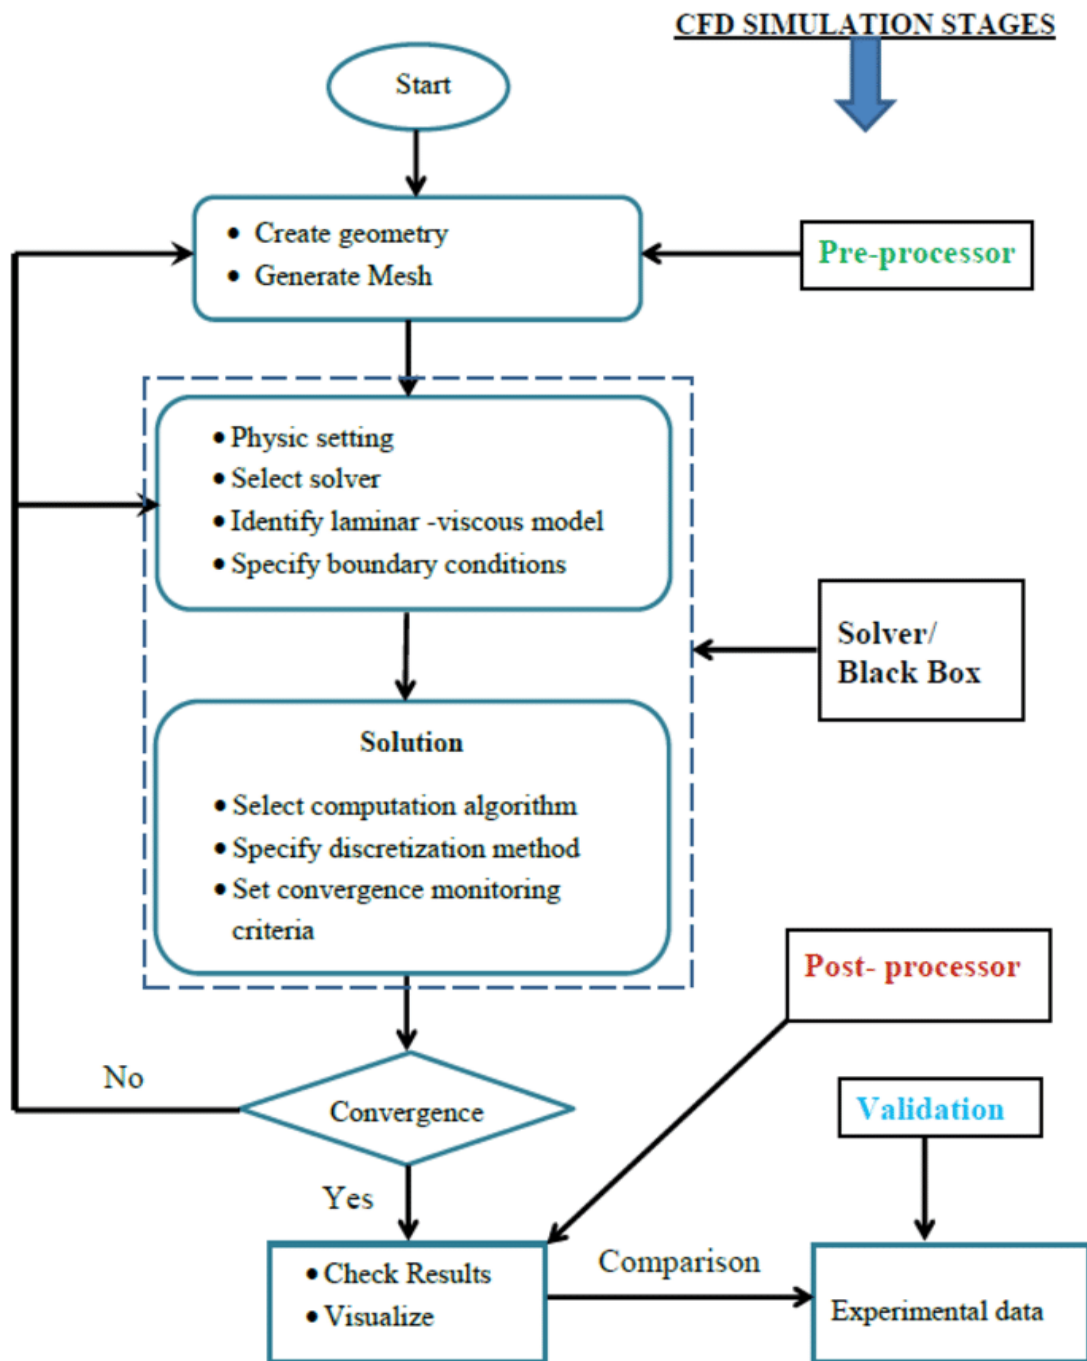 CFD SIMULATION STAGES
Start
• Create geometry
• Generate Mesh
Pre-processor
• Physic setting
• Select solver
• Identify laminar -viscous model
• Specify boundary conditions
Solver/
Black Box
Solution
• Select computation algorithm
• Specify discretization method
• Set convergence monitoring
criteria
Post- processor
No
Convergence
Validation
Yes
• Check Results
• Visualize
Comparison
Experimental data